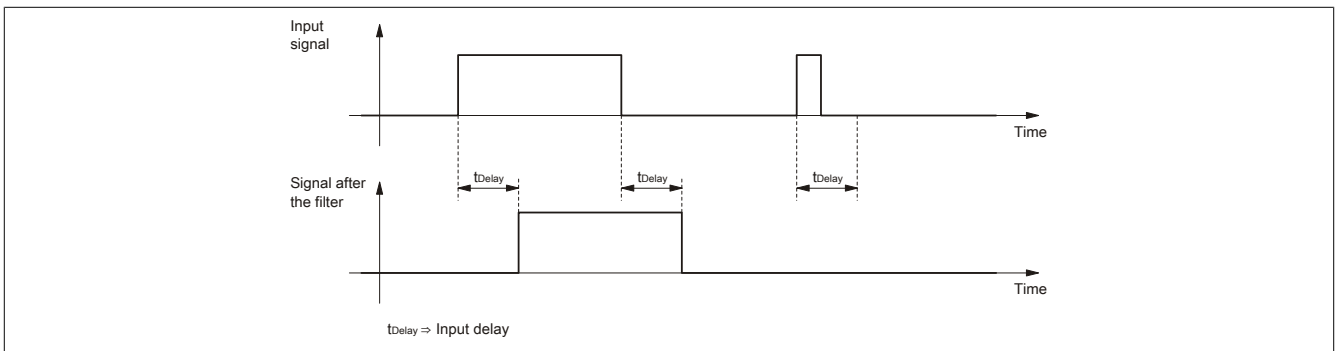 Input
signal
Time
tDelay
tDelay
tDelay
Signal after
the filter
Time
tDelay ⇒ Input delay